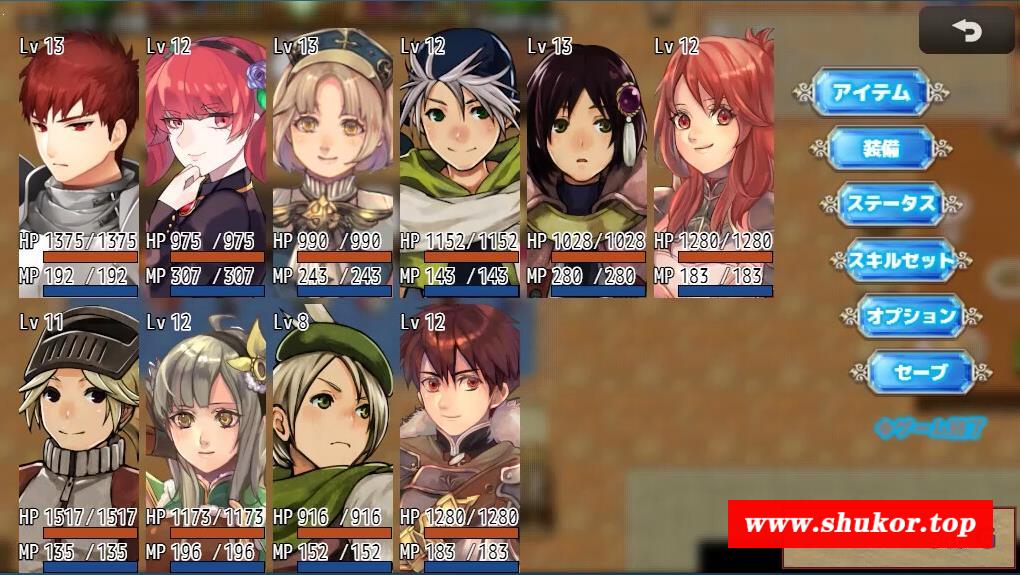 Lv 13
Lv 12
Lv 13
Lv 12
Lv 13
Lv 12
HP 1375/1375
HP 975 /975
HP 990 /990
HP 1152/1152
HP 1028/1028
HP 1280/1280
MP 192 /192
MP 307 /307
MP 243 /243
MP 143 /143
MP 280 /280
MP 183 /183
Lv 11
Lv 12
Lv 8
Lv 12
HP 1517/1517
HP 1173/1173
HP 916 /916
HP 1280/1280
MP 135 /135
MP 196 /196
MP 152 /152
MP 183 /183
アイテム
装備
ステータス
スキルセット
オプション
セーブ
ゲーム終了
www.shukor.top